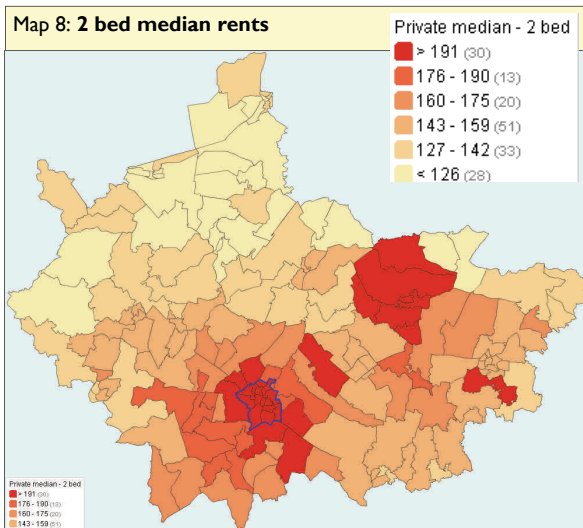 Map 8: 2 bed median rents
Private median - 2 bed
> 191 (30)
176 - 190 (13)
160 - 175 (20)
143 - 159 (51)
127 - 142 (33)
< 126 (28)
Private median - 2 bed
> 191 (30)
176 - 190 (13)
160 - 175 (20)
143 - 159 (51)